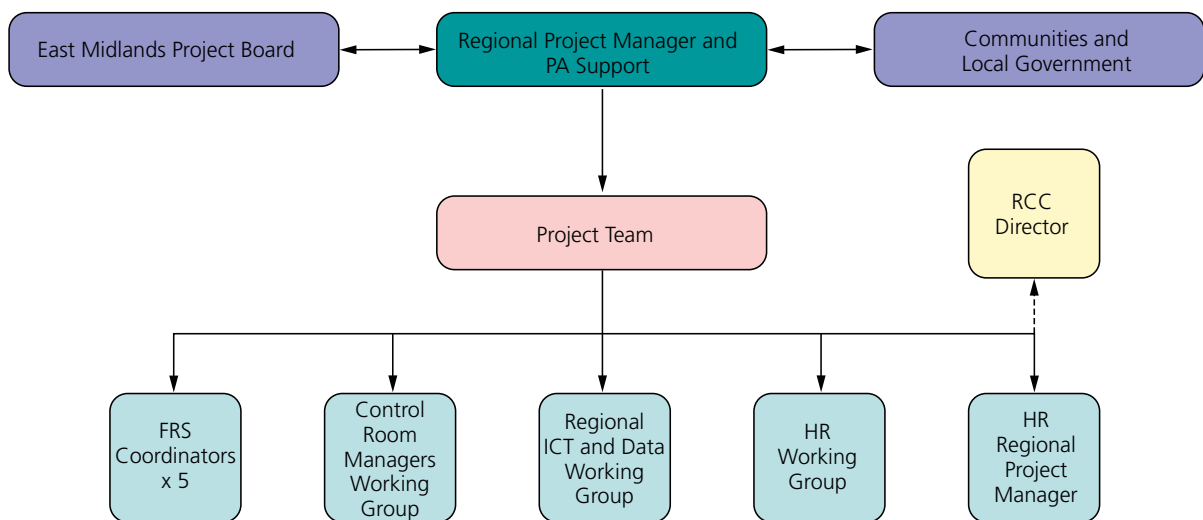 East Midlands Project Board
Regional Project Manager and
PA Support
Communities and
Local Government
RCC
Director
Project Team
FRS
Coordinators
x 5
Control
Room
Managers
Working
Group
Regional
ICT and Data
Working
Group
HR
Working
Group
HR
Regional
Project
Manager